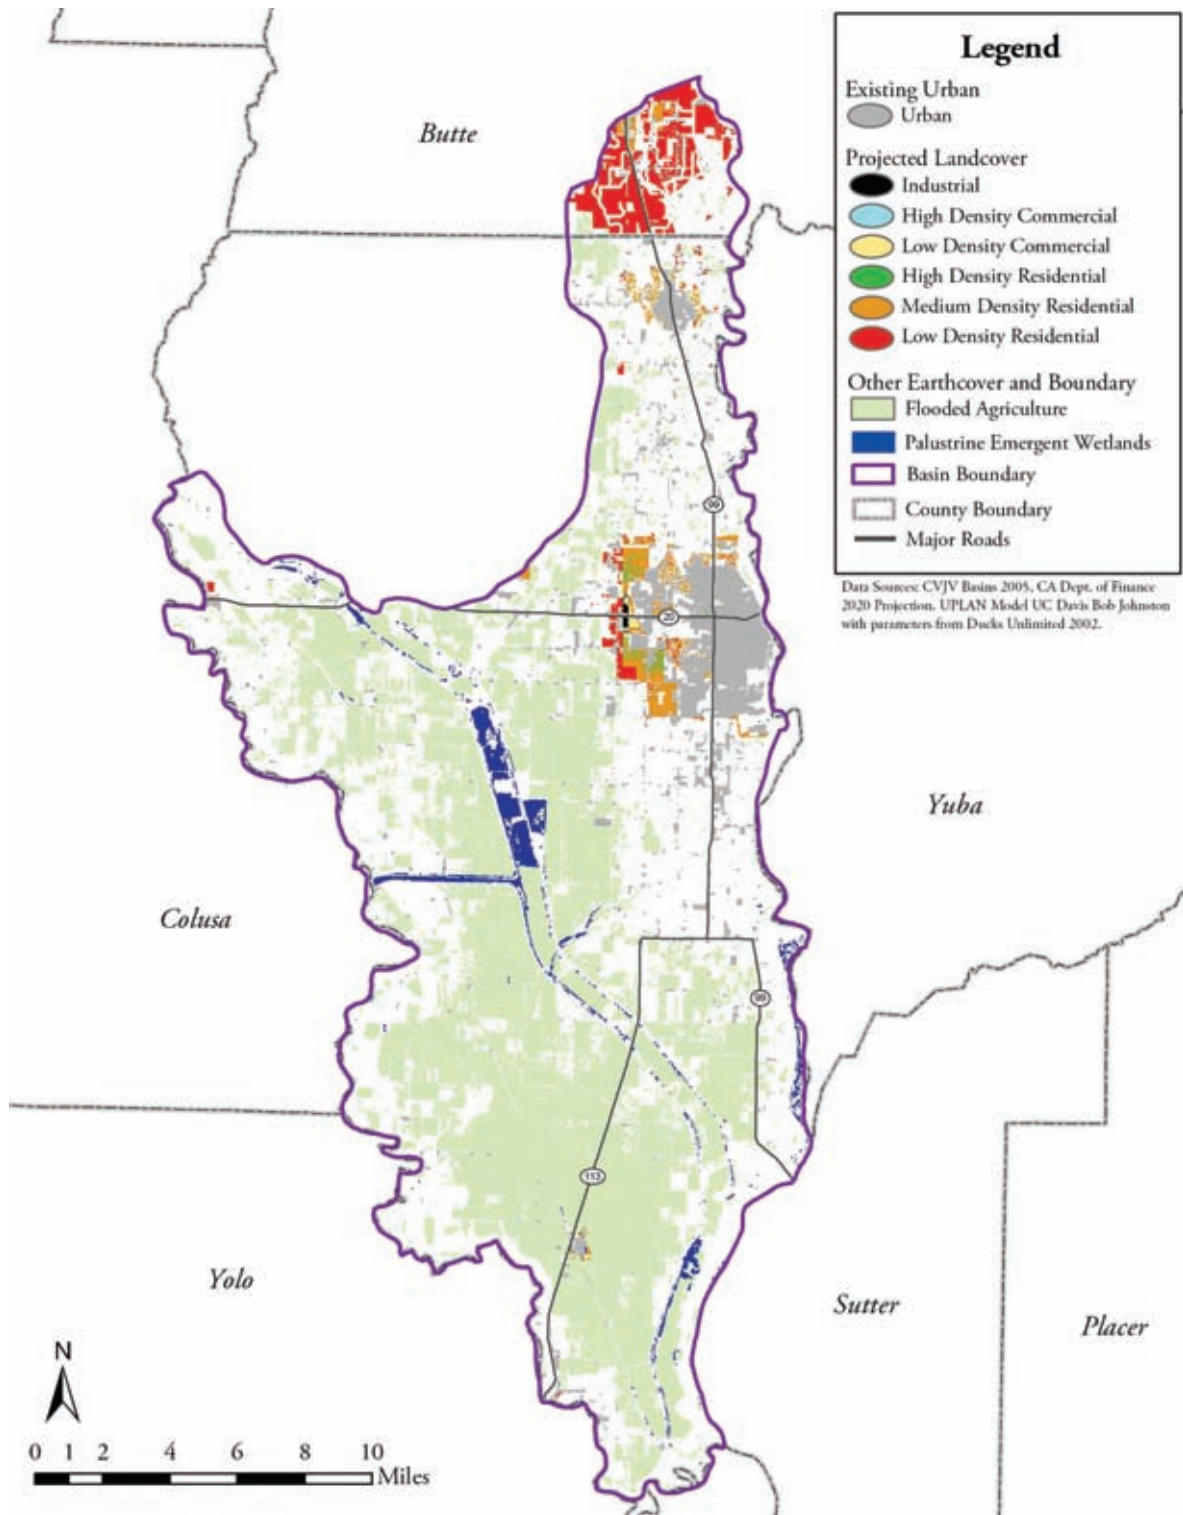 Legend
Existing Urban
Urban
Projected Landcover
Industrial
High Density Commercial
Low Density Commercial
High Density Residential
Medium Density Residential
Low Density Residential
Other Earthcover and Boundary
Flooded Agriculture
Palustrine Emergent Wetlands
Basin Boundary
County Boundary
Major Roads
Data Sources: CVJV Basins 2005, CA Dept. of Finance
2020 Projection. UPLAN Model UC Davis Bob Johnston
with parameters from Ducks Unlimited 2002.
Butte
99
20
Yuba
Colusa
99
113
Yolo
Sutter
Placer
N
0 1 2 4 6 8 10
Miles